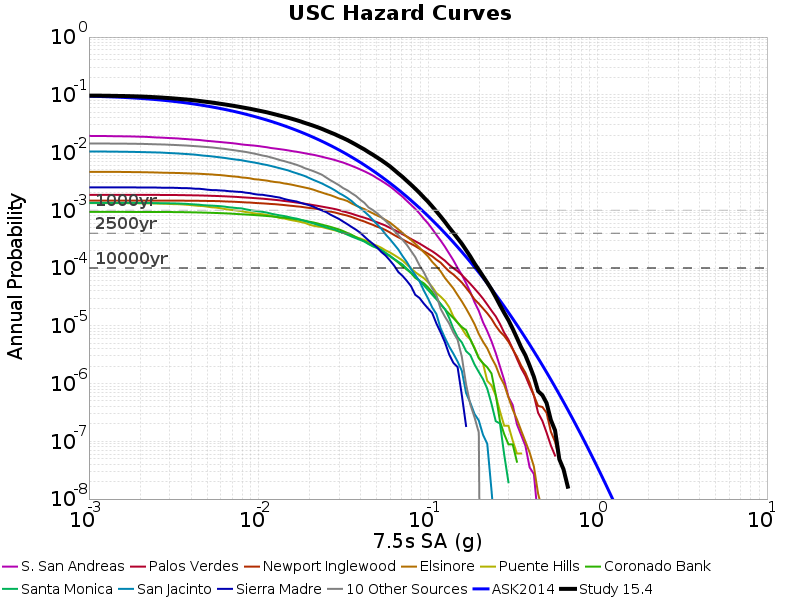 USC Hazard Curves
Annual Probability
10^0
10^-1
10^-2
10^-3
10^-4
10^-5
10^-6
10^-7
10^-8
1000yr
2500yr
10000yr
10^-3 10^-2 10^-1 10^0 10^1
7.5s SA (g)
S. San Andreas Palos Verdes Newport Inglewood Elsinore Puente Hills Coronado Bank
Santa Monica San Jacinto Sierra Madre 10 Other Sources ASK2014 Study 15.4